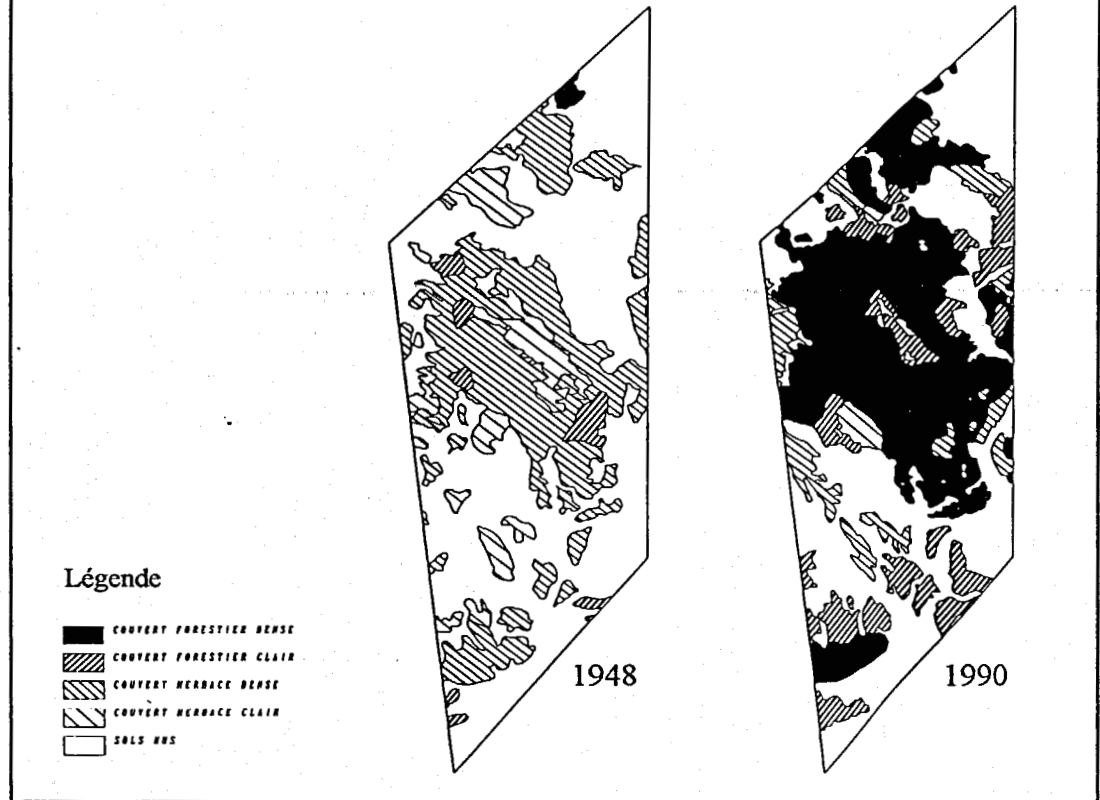 1948
1990
Légende
COUVERT FORESTIER DENSE
COUVERT FORESTIER CLAIR
COUVERT HERBACE DENSE
COUVERT HERBACE CLAIR
SOLS NUS